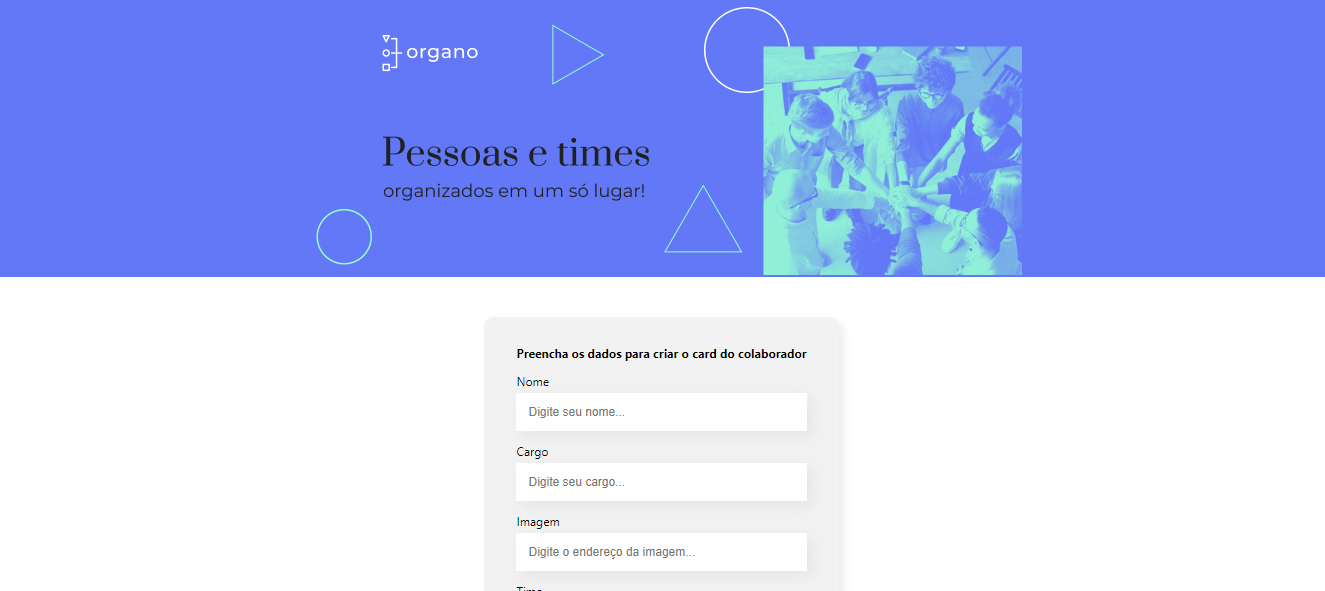 organo
Pessoas e times
organizados em um só lugar!
Preencha os dados para criar o card do colaborador
Nome
Digite seu nome...
Cargo
Digite seu cargo...
Imagem
Digite o endereço da imagem...